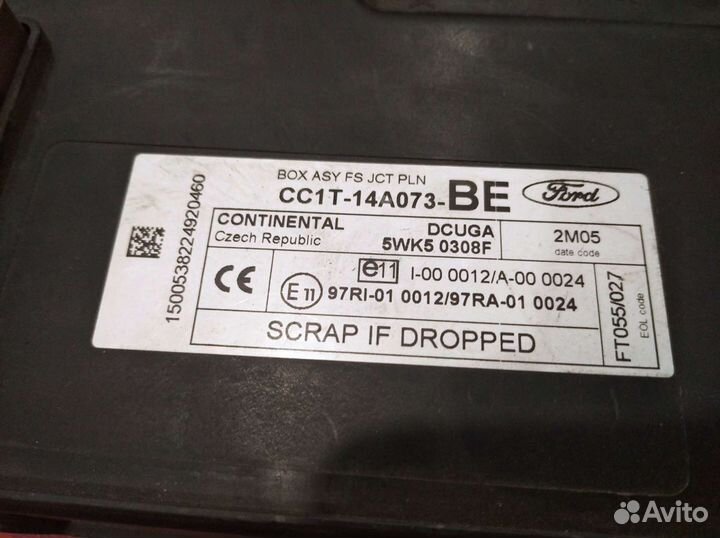 BOX ASY FS JCT PLN
CC1T-14A073-BE
Ford
CONTINENTAL DCUGA
Czech Republic 5WK5 0308F
2M05
date code
CE e11 I-00 0012/A-00 0024
E11 97RI-01 0012/97RA-01 0024
SCRAP IF DROPPED
FT055/027
EOL code
1500538224920460
Avito